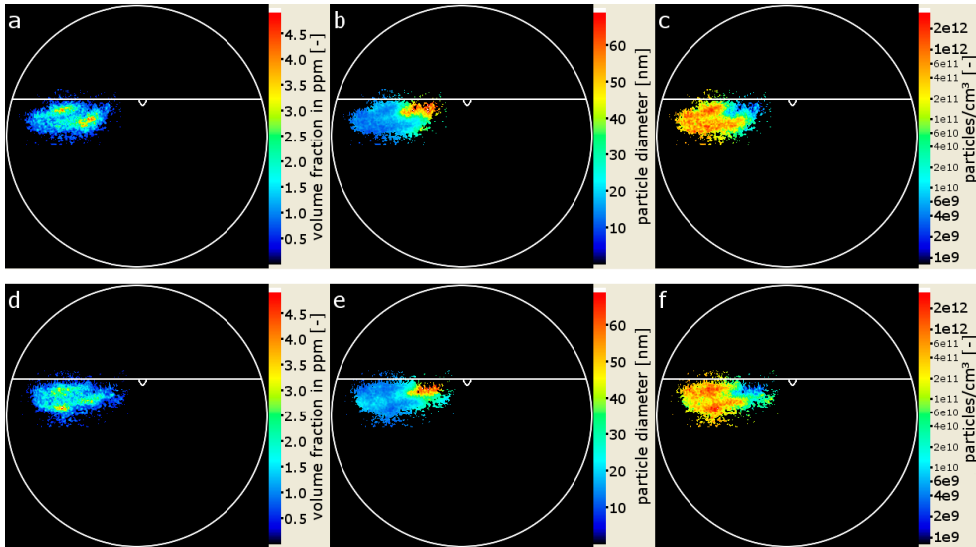 a
4.5
4.0
3.5
3.0
2.5
2.0
1.5
1.0
0.5
volume fraction in ppm [-]
b
60
50
40
30
20
10
particle diameter [nm]
c
2e12
1e12
6e11
4e11
2e11
1e11
6e10
4e10
2e10
1e10
6e9
4e9
2e9
1e9
particles/cm³ [-]
d
4.5
4.0
3.5
3.0
2.5
2.0
1.5
1.0
0.5
volume fraction in ppm [-]
e
60
50
40
30
20
10
particle diameter [nm]
f
2e12
1e12
6e11
4e11
2e11
1e11
6e10
4e10
2e10
1e10
6e9
4e9
2e9
1e9
particles/cm³ [-]